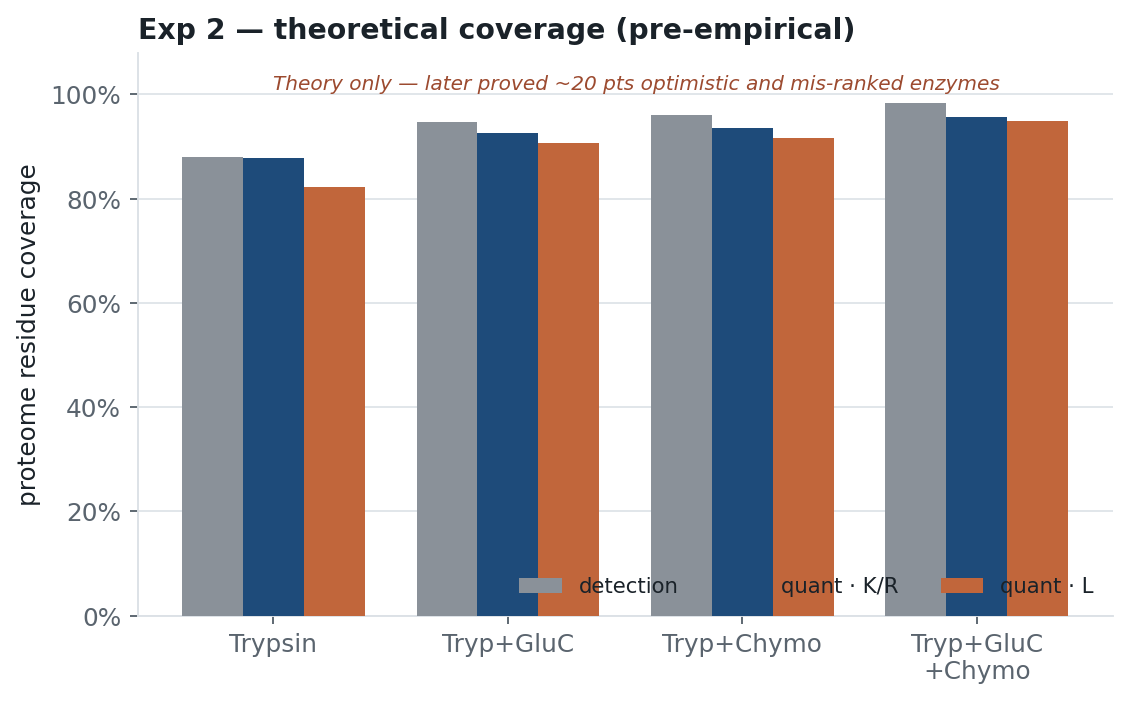 Exp 2 — theoretical coverage (pre-empirical)
Theory only — later proved ~20 pts optimistic and mis-ranked enzymes
proteome residue coverage
100%
80%
60%
40%
20%
0%
detection
quant · K/R
quant · L
Trypsin
Tryp+GluC
Tryp+Chymo
Tryp+GluC
+Chymo